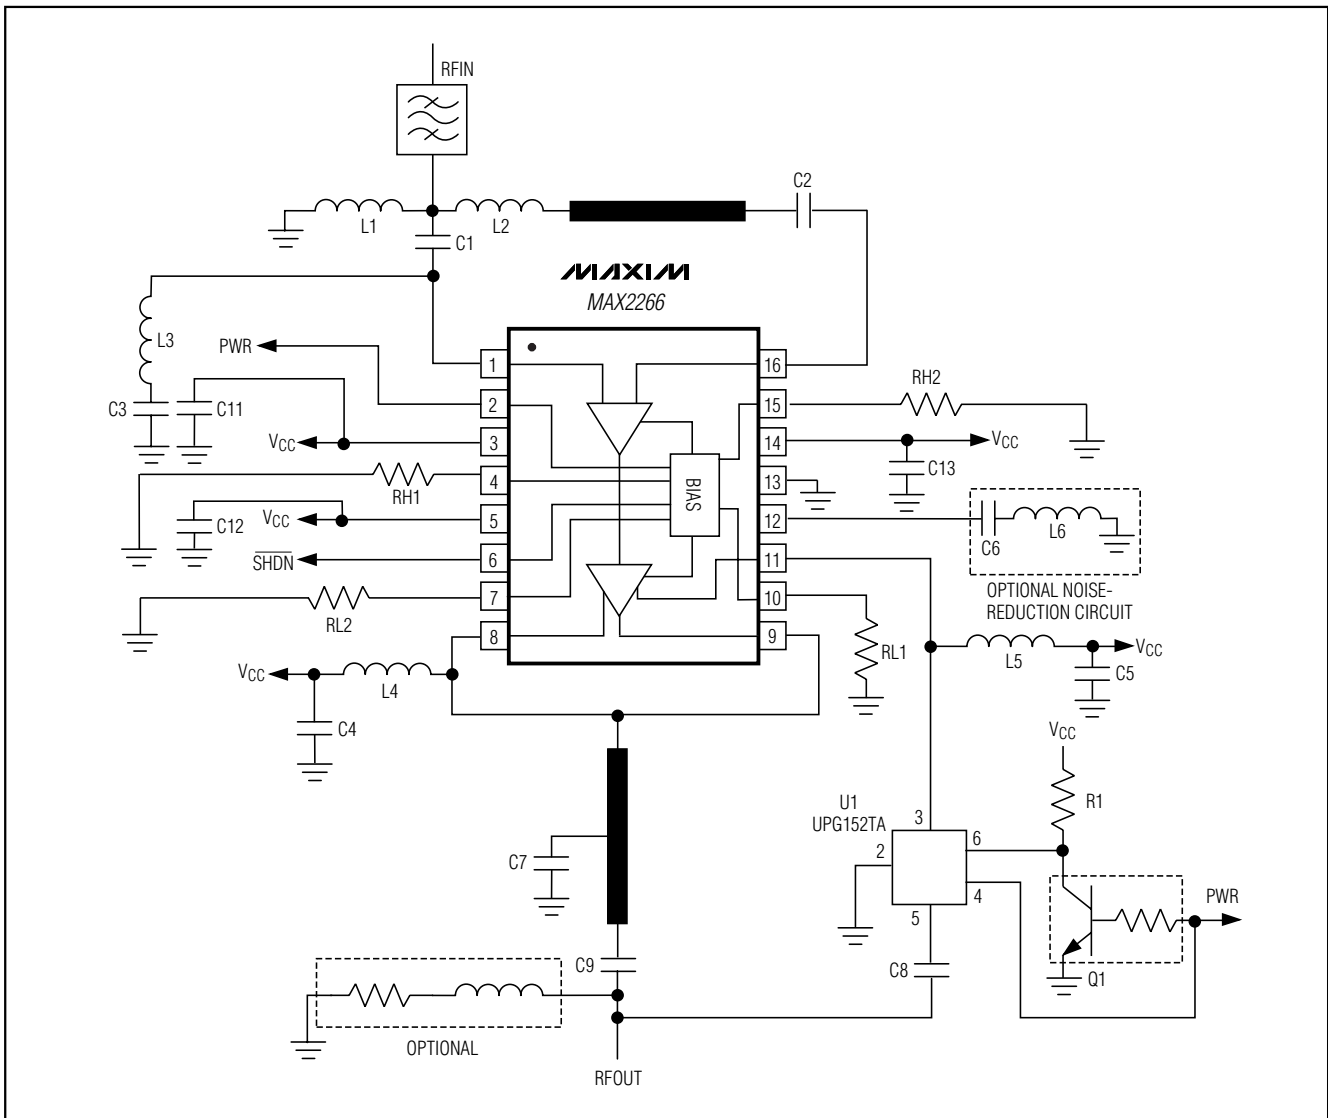 RFIN
C2
L1
L2
C1
MAXIM
MAX2266
L3
PWR
1
16
RH2
C3
C11
2
15
VCC
3
14
VCC
C13
RH1
4
BIAS
13
C12
VCC
5
12
C6
L6
SHDN
6
11
OPTIONAL NOISE-
REDUCTION CIRCUIT
RL2
7
10
8
9
RL1
VCC
L4
L5
VCC
C5
C4
VCC
U1
UPG152TA
R1
3
6
2
4
C7
5
PWR
C9
C8
Q1
OPTIONAL
RFOUT